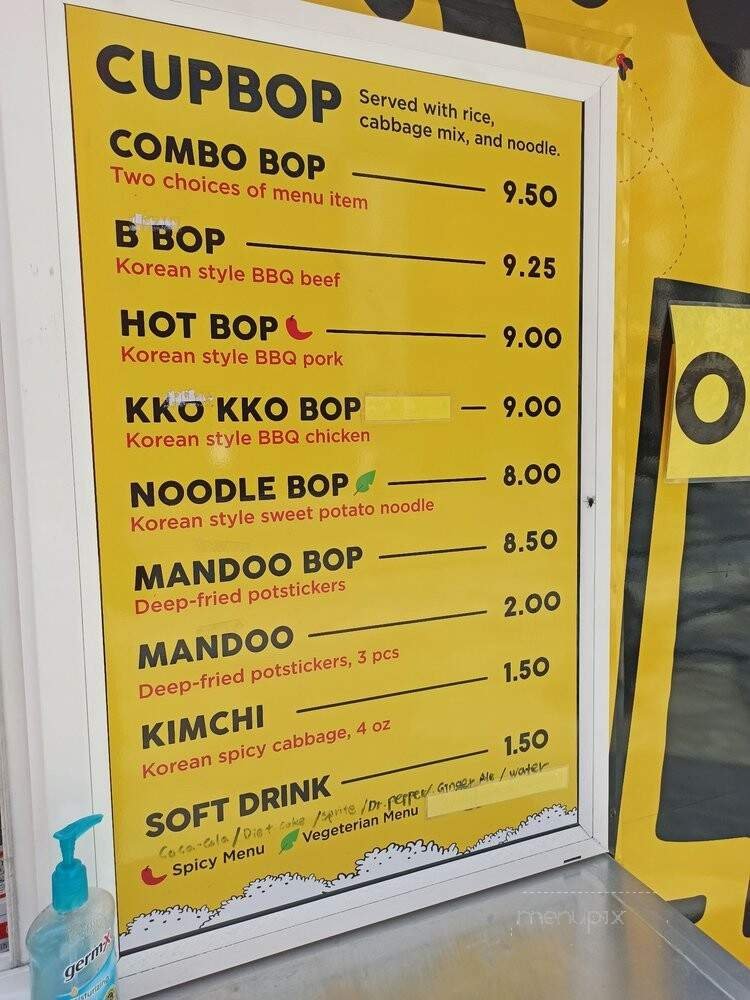 CUPBOP
Served with rice,
cabbage mix, and noodle.
COMBO BOP 9.50
Two choices of menu item
B BOP 9.25
Korean style BBQ beef
HOT BOP 9.00
Korean style BBQ pork
KKO KKO BOP 9.00
Korean style BBQ chicken
NOODLE BOP 8.00
Korean style sweet potato noodle
MANDOO BOP 8.50
Deep-fried potstickers
MANDOO 2.00
Deep-fried potstickers, 3 pcs
KIMCHI 1.50
Korean spicy cabbage, 4 oz
SOFT DRINK 1.50
Coca-Cola / Diet coke / sprite / Dr. pepper / Ginger Ale / water
Spicy Menu Vegeterian Menu
O
germx
menupix